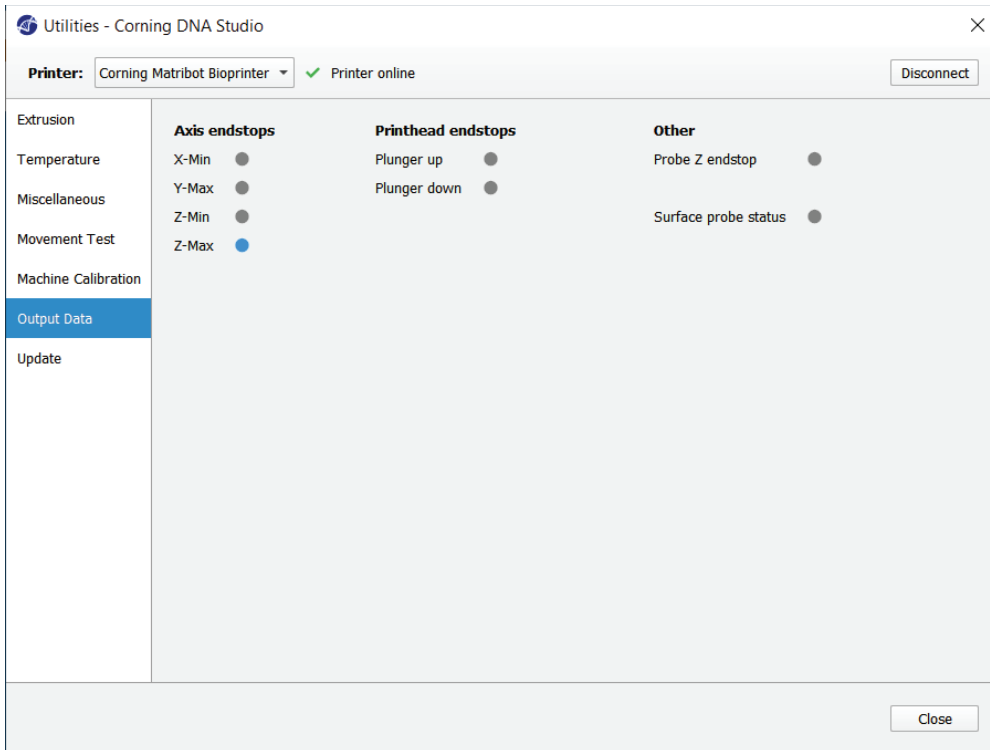 Utilities - Corning DNA Studio
Printer: Corning Matribot Bioprinter Printer online Disconnect
Extrusion
Temperature
Miscellaneous
Movement Test
Machine Calibration
Output Data
Update
Axis endstops
X-Min
Y-Max
Z-Min
Z-Max
Printhead endstops
Plunger up
Plunger down
Other
Probe Z endstop
Surface probe status
Close